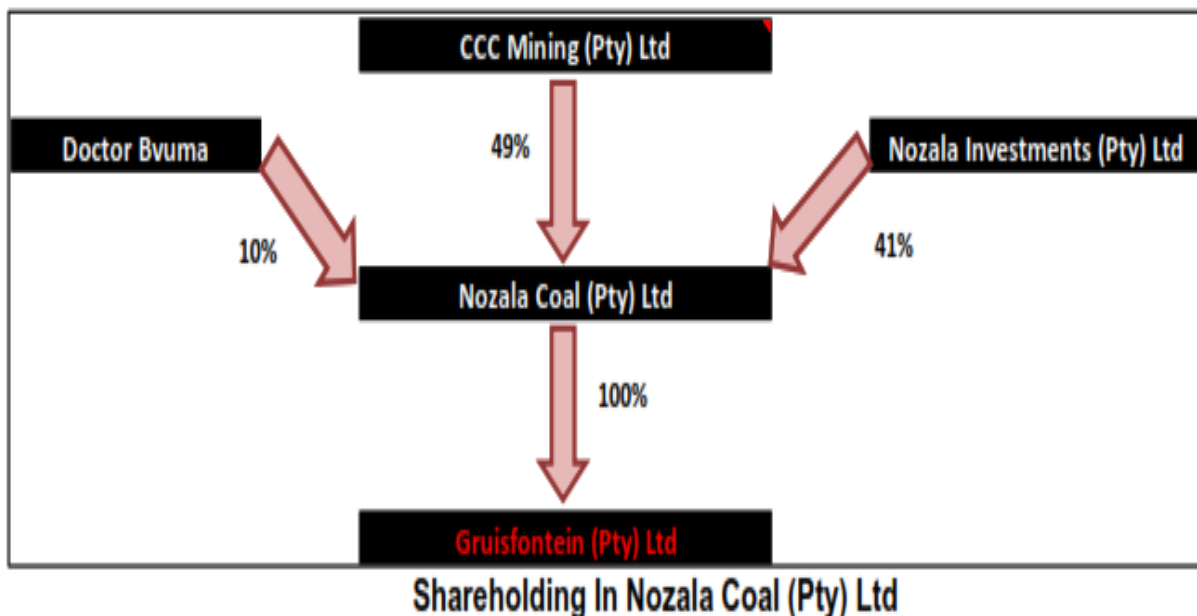 CCC Mining (Pty) Ltd
Doctor Bvuma
49%
Nozala Investments (Pty) Ltd
10%
41%
Nozala Coal (Pty) Ltd
100%
Gruisfontein (Pty) Ltd
Shareholding In Nozala Coal (Pty) Ltd